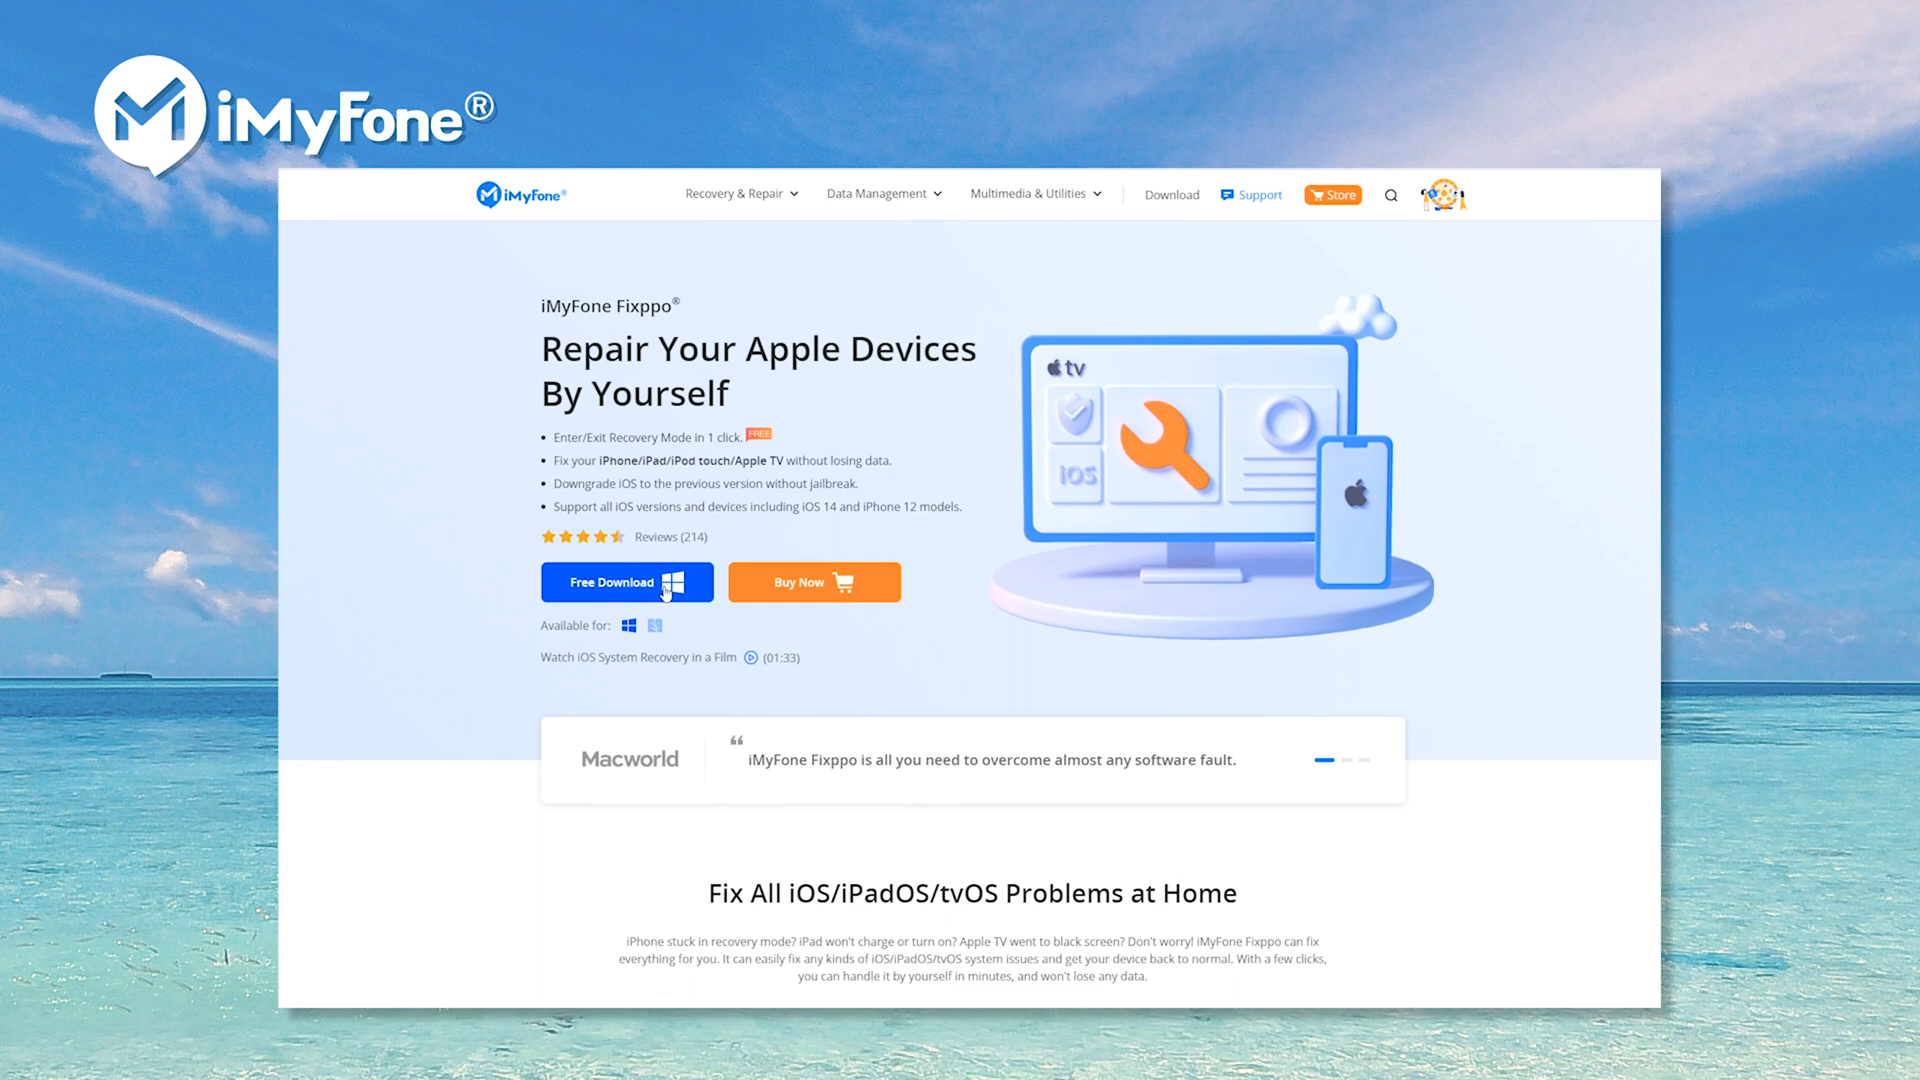 iMyFone®
iMyFone®
Recovery & Repair
Data Management
Multimedia & Utilities
Download
Support
Store
iMyFone Fixppo®
Repair Your Apple Devices
By Yourself
• Enter/Exit Recovery Mode in 1 click. FREE
• Fix your iPhone/iPad/iPod touch/Apple TV without losing data.
• Downgrade iOS to the previous version without jailbreak.
• Support all iOS versions and devices including iOS 14 and iPhone 12 models.
Reviews (214)
Free Download
Buy Now
Available for:
Watch iOS System Recovery in a Film (01:33)
tv
iOS
Macworld
“ iMyFone Fixppo is all you need to overcome almost any software fault.
Fix All iOS/iPadOS/tvOS Problems at Home
iPhone stuck in recovery mode? iPad won't charge or turn on? Apple TV went to black screen? Don't worry! iMyFone Fixppo can fix
everything for you. It can easily fix any kinds of iOS/iPadOS/tvOS system issues and get your device back to normal. With a few clicks,
you can handle it by yourself in minutes, and won't lose any data.